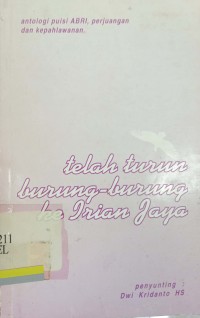 antologi puisi ABRI, perjuangan
dan kepahlawanan.
telah turun
burung-burung
ke Irian Jaya
211
EL
penyunting :
Dwi Kridanto HS